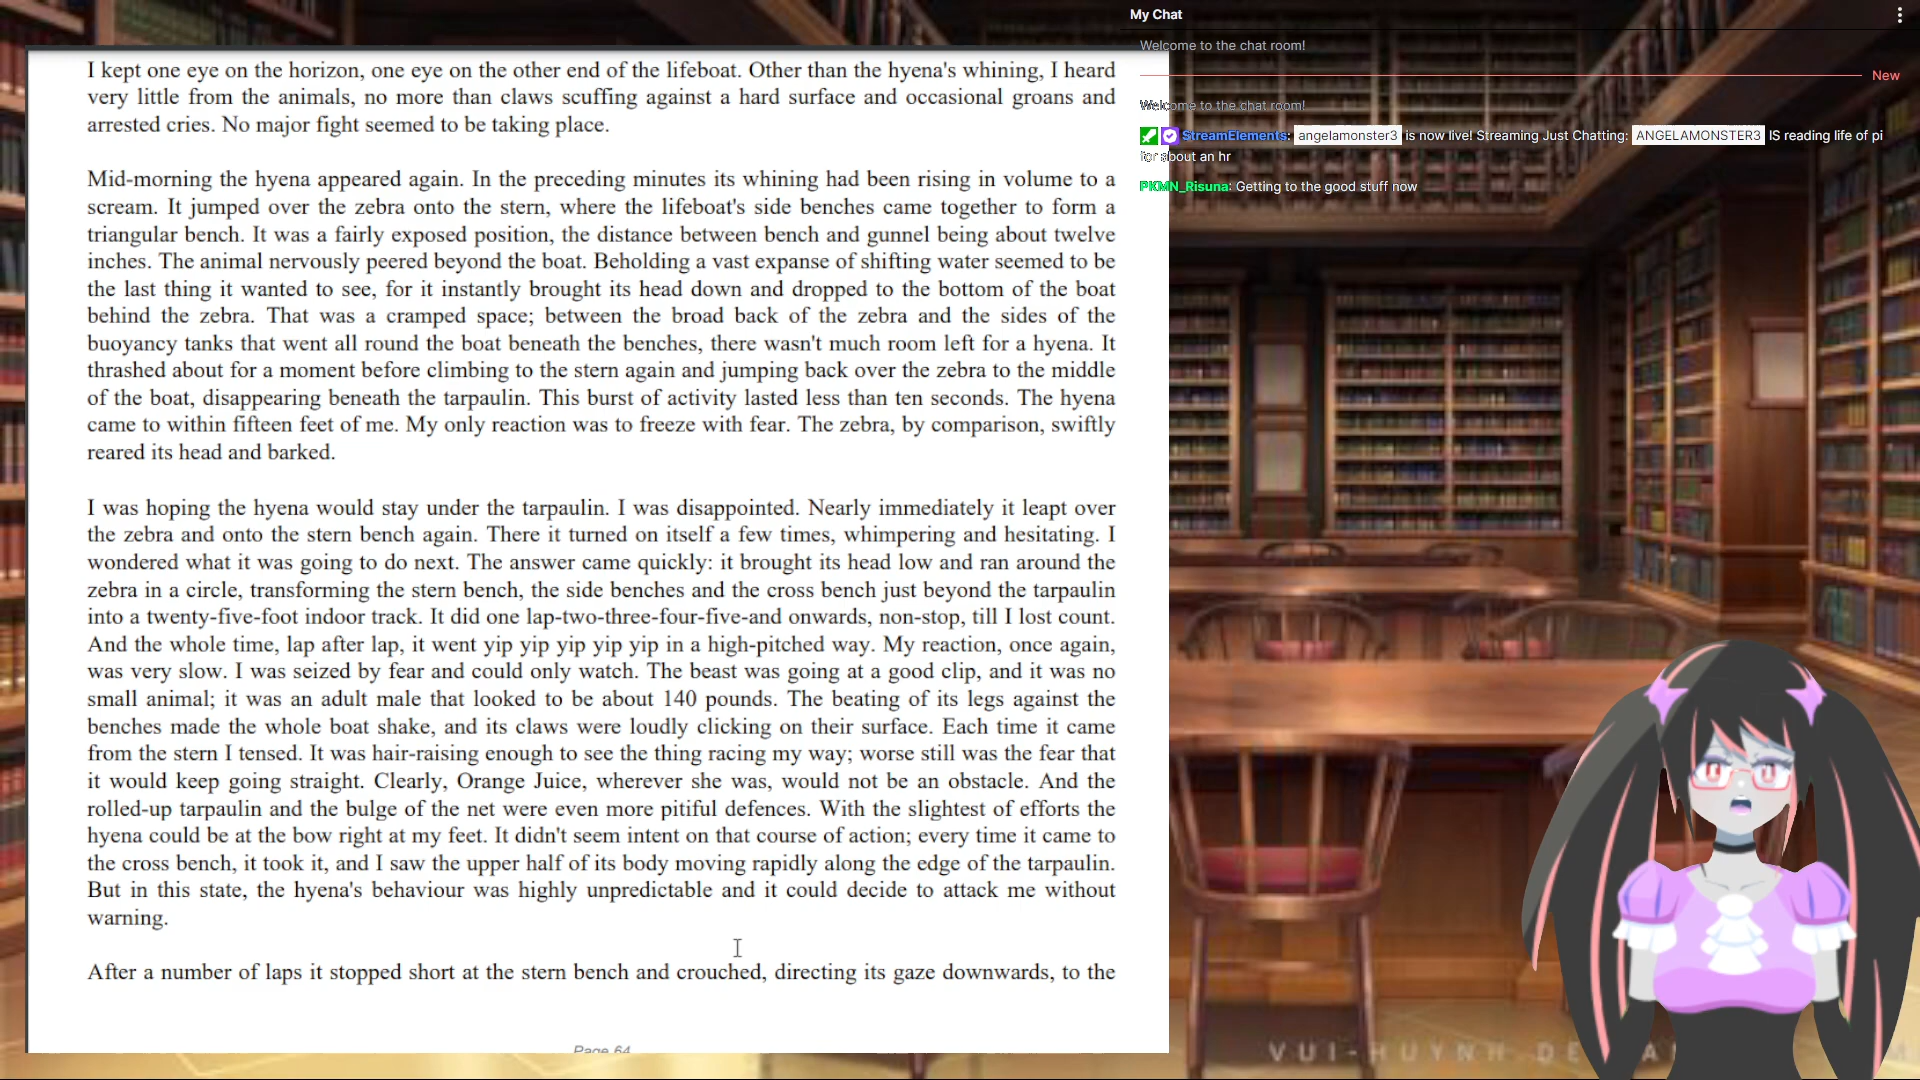 I kept one eye on the horizon, one eye on the other end of the lifeboat. Other than the hyena's whining, I heard
very little from the animals, no more than claws scuffing against a hard surface and occasional groans and
arrested cries. No major fight seemed to be taking place.
Mid-morning the hyena appeared again. In the preceding minutes its whining had been rising in volume to a
scream. It jumped over the zebra onto the stern, where the lifeboat's side benches came together to form a
triangular bench. It was a fairly exposed position, the distance between bench and gunnel being about twelve
inches. The animal nervously peered beyond the boat. Beholding a vast expanse of shifting water seemed to be
the last thing it wanted to see, for it instantly brought its head down and dropped to the bottom of the boat
behind the zebra. That was a cramped space; between the broad back of the zebra and the sides of the
buoyancy tanks that went all round the boat beneath the benches, there wasn't much room left for a hyena. It
thrashed about for a moment before climbing to the stern again and jumping back over the zebra to the middle
of the boat, disappearing beneath the tarpaulin. This burst of activity lasted less than ten seconds. The hyena
came to within fifteen feet of me. My only reaction was to freeze with fear. The zebra, by comparison, swiftly
reared its head and barked.
I was hoping the hyena would stay under the tarpaulin. I was disappointed. Nearly immediately it leapt over
the zebra and onto the stern bench again. There it turned on itself a few times, whimpering and hesitating. I
wondered what it was going to do next. The answer came quickly: it brought its head low and ran around the
zebra in a circle, transforming the stern bench, the side benches and the cross bench just beyond the tarpaulin
into a twenty-five-foot indoor track. It did one lap-two-three-four-five-and onwards, non-stop, till I lost count.
And the whole time, lap after lap, it went yip yip yip yip yip in a high-pitched way. My reaction, once again,
was very slow. I was seized by fear and could only watch. The beast was going at a good clip, and it was no
small animal; it was an adult male that looked to be about 140 pounds. The beating of its legs against the
benches made the whole boat shake, and its claws were loudly clicking on their surface. Each time it came
from the stern I tensed. It was hair-raising enough to see the thing racing my way; worse still was the fear that
it would keep going straight. Clearly, Orange Juice, wherever she was, would not be an obstacle. And the
rolled-up tarpaulin and the bulge of the net were even more pitiful defences. With the slightest of efforts the
hyena could be at the bow right at my feet. It didn't seem intent on that course of action; every time it came to
the cross bench, it took it, and I saw the upper half of its body moving rapidly along the edge of the tarpaulin.
But in this state, the hyena's behaviour was highly unpredictable and it could decide to attack me without
warning.
After a number of laps it stopped short at the stern bench and crouched, directing its gaze downwards, to the
Page 64
My Chat
Welcome to the chat room!
New
Welcome to the chat room!
StreamElements: angelamonster3 is now live! Streaming Just Chatting: ANGELAMONSTER3 IS reading life of pi
for about an hr
PKMN_Risuna: Getting to the good stuff now
VUI-HUYNH